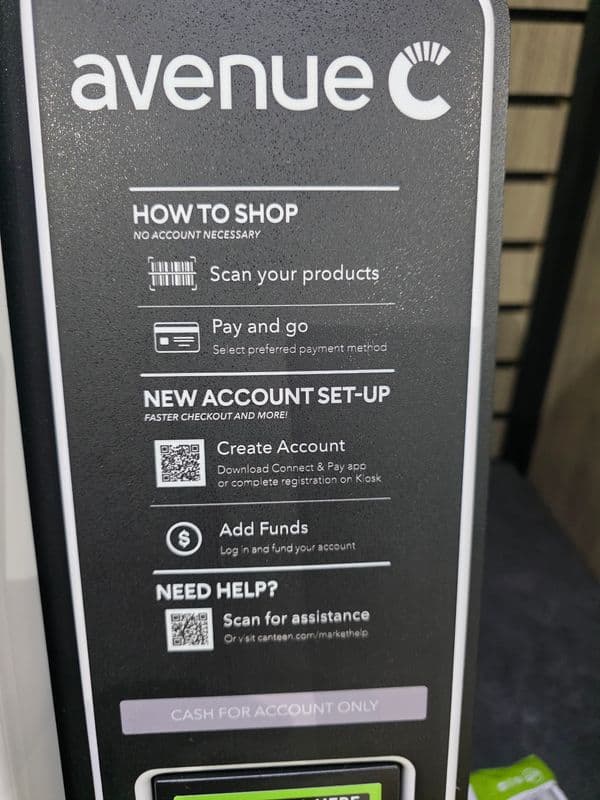 avenue C
HOW TO SHOP
NO ACCOUNT NECESSARY
Scan your products
Pay and go
Select preferred payment method
NEW ACCOUNT SET-UP
FASTER CHECKOUT AND MORE!
Create Account
Download Connect & Pay app
or complete registration on Kiosk
$
Add Funds
Log in and fund your account
NEED HELP?
Scan for assistance
Or visit canteen.com/markethelp
CASH FOR ACCOUNT ONLY
HERE